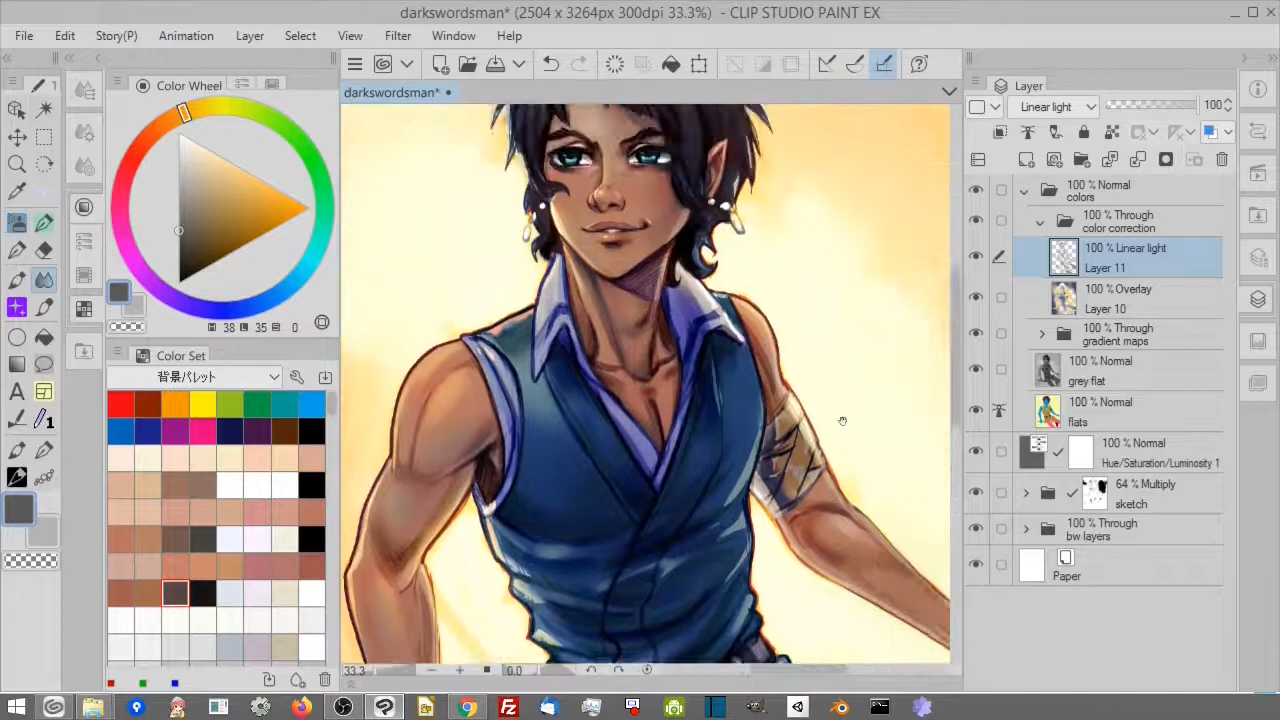 darkswordsman* (2504 x 3264px 300dpi 33.3%) - CLIP STUDIO PAINT EX
File Edit Story(P) Animation Layer Select View Filter Window Help
Color Wheel
darkswordsman*
Layer
Linear light 100
100 % Normal
colors
100 % Through
color correction
100 % Linear light
Layer 11
100 % Overlay
Layer 10
100 % Through
gradient maps
100 % Normal
grey flat
100 % Normal
flats
100 % Normal
Hue/Saturation/Luminosity 1
64 % Multiply
sketch
100 % Through
bw layers
Paper
H 38 L 35 S 0
Color Set
背景パレット
A
1
33.3
0.0